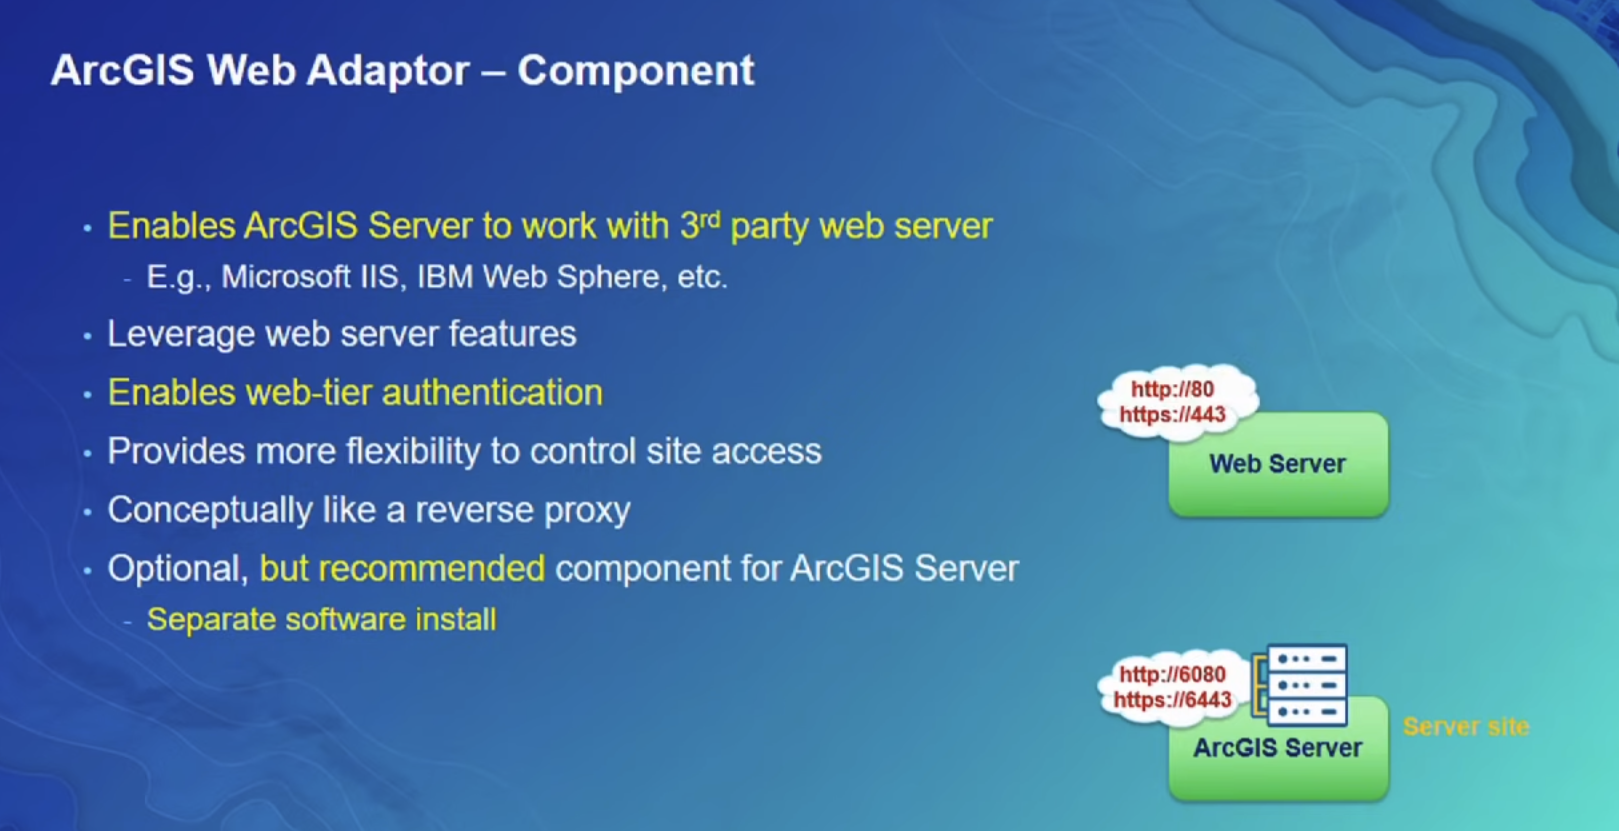 ArcGIS Web Adaptor – Component
• Enables ArcGIS Server to work with 3rd party web server
- E.g., Microsoft IIS, IBM Web Sphere, etc.
• Leverage web server features
• Enables web-tier authentication
• Provides more flexibility to control site access
• Conceptually like a reverse proxy
• Optional, but recommended component for ArcGIS Server
- Separate software install
http://80
https://443
Web Server
http://6080
https://6443
ArcGIS Server
Server site